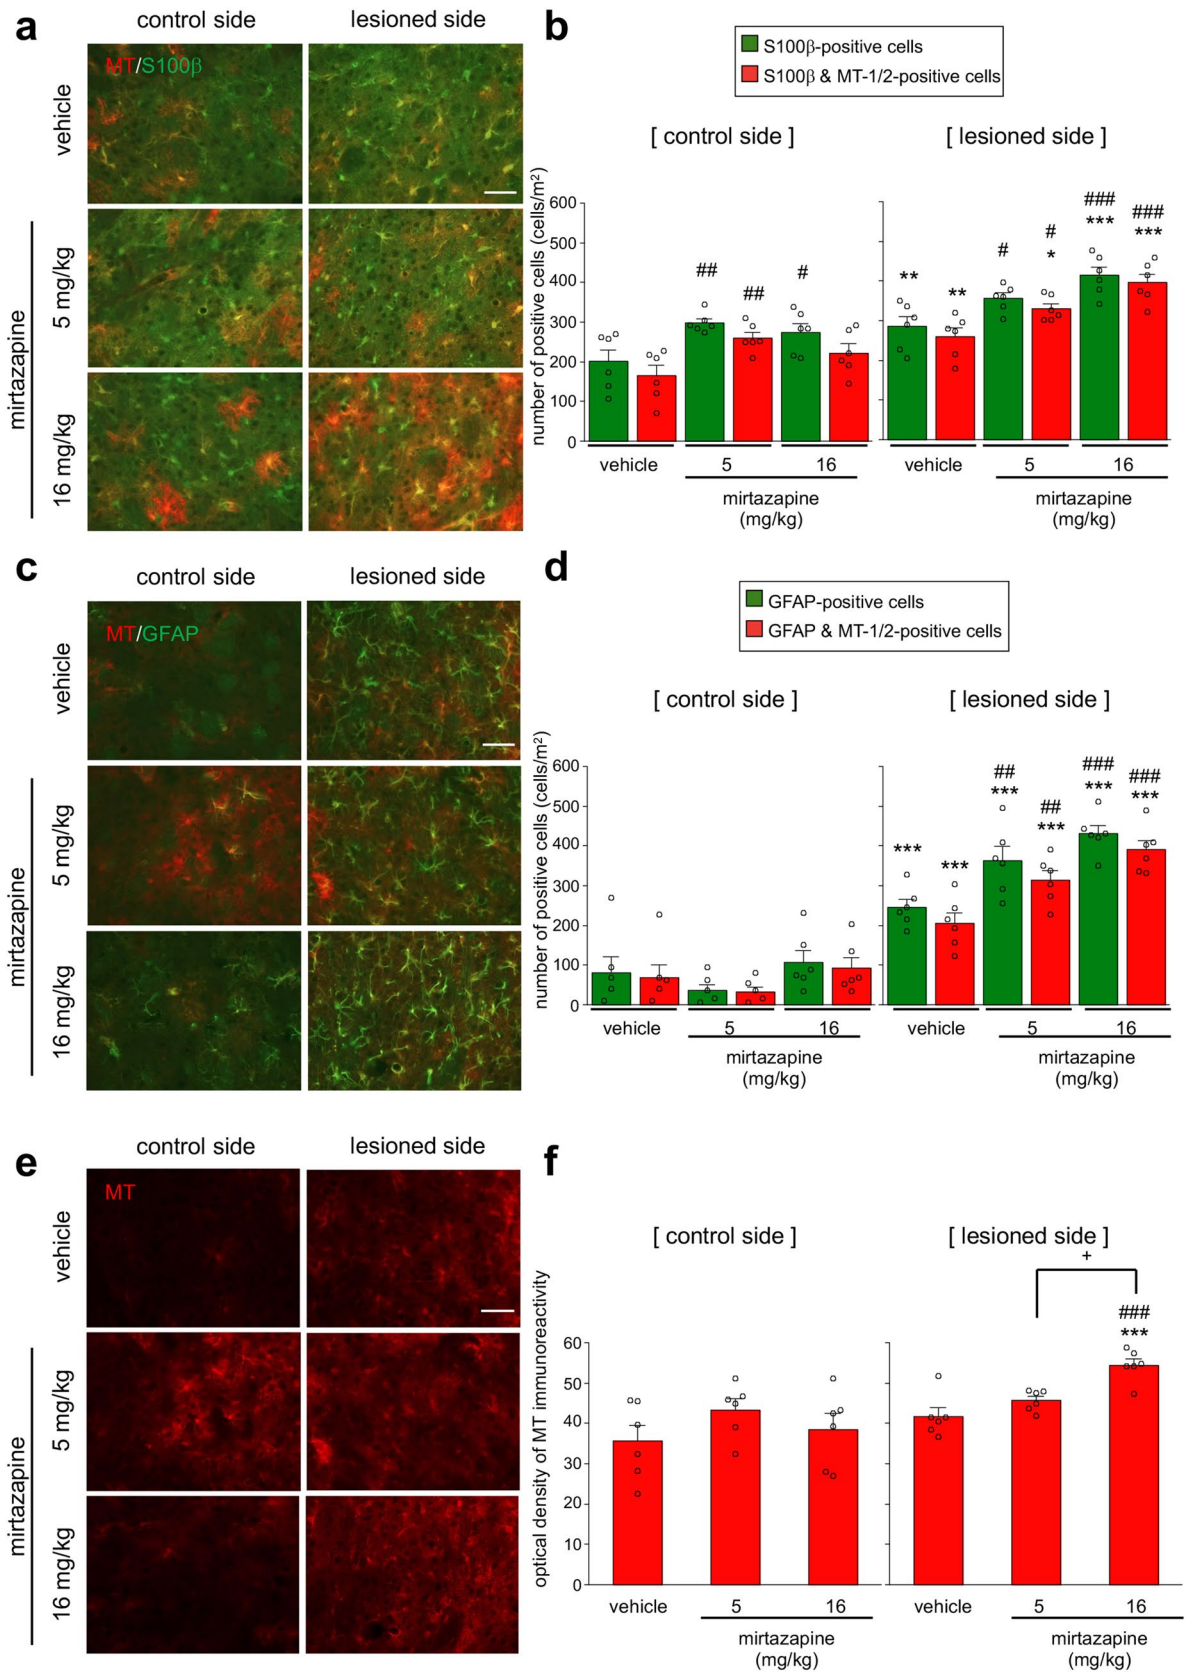 a
control side
lesioned side
MT/S100β
vehicle
mirtazapine
5 mg/kg
16 mg/kg
b
S100β-positive cells
S100β & MT-1/2-positive cells
[ control side ]
[ lesioned side ]
number of positive cells (cells/m²)
600
500
400
300
200
100
0
## ## #
** ** # # * ### *** ### ***
vehicle 5 16
mirtazapine
(mg/kg)
vehicle 5 16
mirtazapine
(mg/kg)
c
control side
lesioned side
MT/GFAP
vehicle
mirtazapine
5 mg/kg
16 mg/kg
d
GFAP-positive cells
GFAP & MT-1/2-positive cells
[ control side ]
[ lesioned side ]
number of positive cells (cells/m²)
600
500
400
300
200
100
0
*** *** ## *** ## *** ### *** ### ***
vehicle 5 16
mirtazapine
(mg/kg)
vehicle 5 16
mirtazapine
(mg/kg)
e
control side
lesioned side
MT
vehicle
mirtazapine
5 mg/kg
16 mg/kg
f
[ control side ]
[ lesioned side ]
+
###
***
optical density of MT immunoreactivity
60
50
40
30
20
10
0
vehicle 5 16
mirtazapine
(mg/kg)
vehicle 5 16
mirtazapine
(mg/kg)